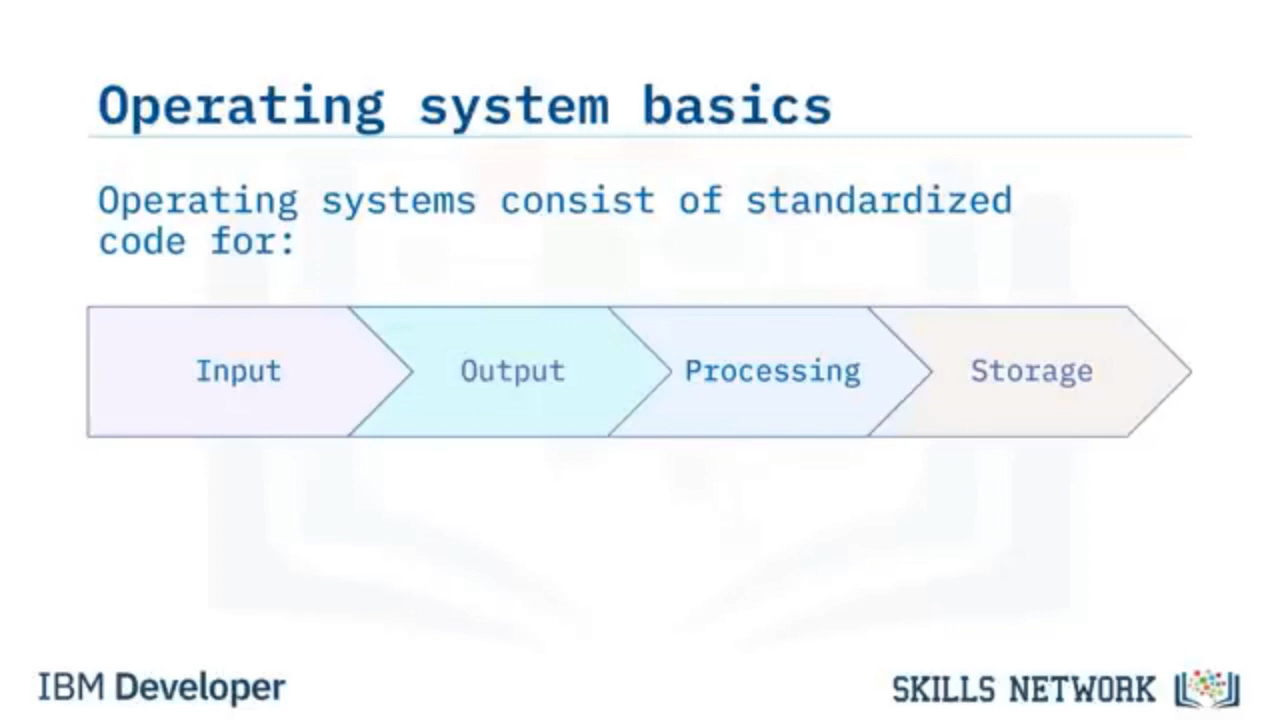 Operating system basics
Operating systems consist of standardized
code for:
Input
Output
Processing
Storage
IBM Developer
SKILLS NETWORK